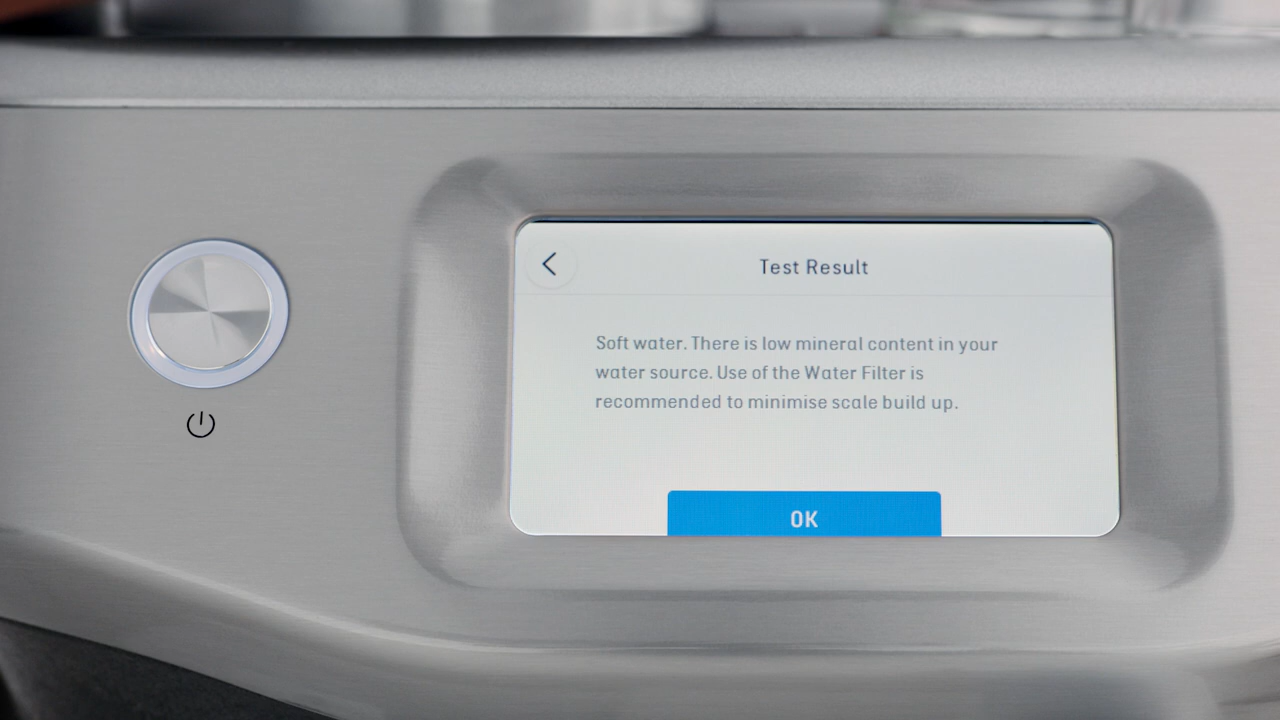 Test Result
Soft water. There is low mineral content in your
water source. Use of the Water Filter is
recommended to minimise scale build up.
OK